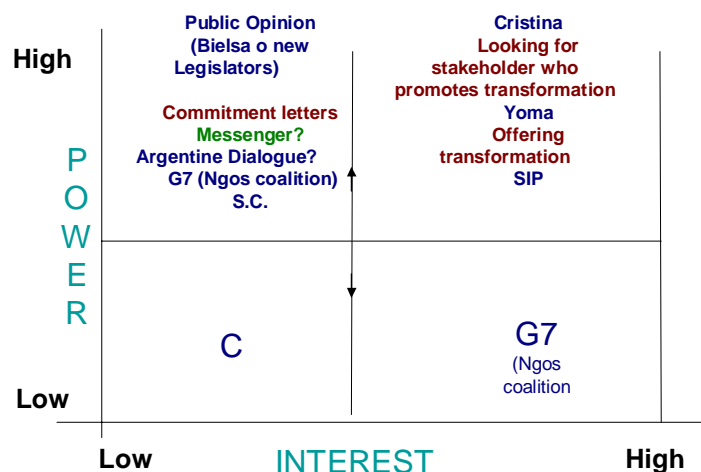 Public Opinion
(Bielsa o new
Legislators)
Commitment letters
Messenger?
Argentine Dialogue?
G7 (Ngos coalition)
S.C.
Cristina
Looking for
stakeholder who
promotes transformation
Yoma
Offering
transformation
SIP
High
P
O
W
E
R
C
G7
(Ngos
coalition
Low
Low
INTEREST
High